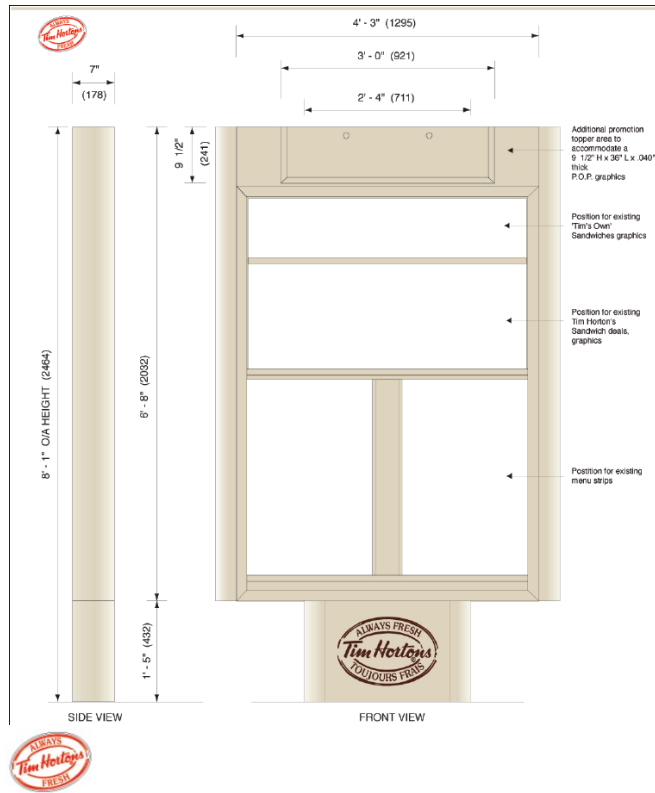 ALWAYS
Tim Hortons
FRESH
4' - 3" (1295)
3' - 0" (921)
7"
(178)
2' - 4" (711)
9 1/2"
(241)
Additional promotion
topper area to
accommodate a
9 1/2" H x 36" L x .040"
thick
P.O.P. graphics
Position for existing
'Tim's Own'
Sandwiches graphics
Position for existing
Tim Horton's
Sandwich deals,
graphics
8' - 1" O/A HEIGHT (2464)
6' - 8" (2032)
Postition for existing
menu strips
1' - 5" (432)
ALWAYS FRESH
Tim Hortons
TOUJOURS FRAIS
SIDE VIEW
FRONT VIEW
ALWAYS
Tim Hortons
FRESH